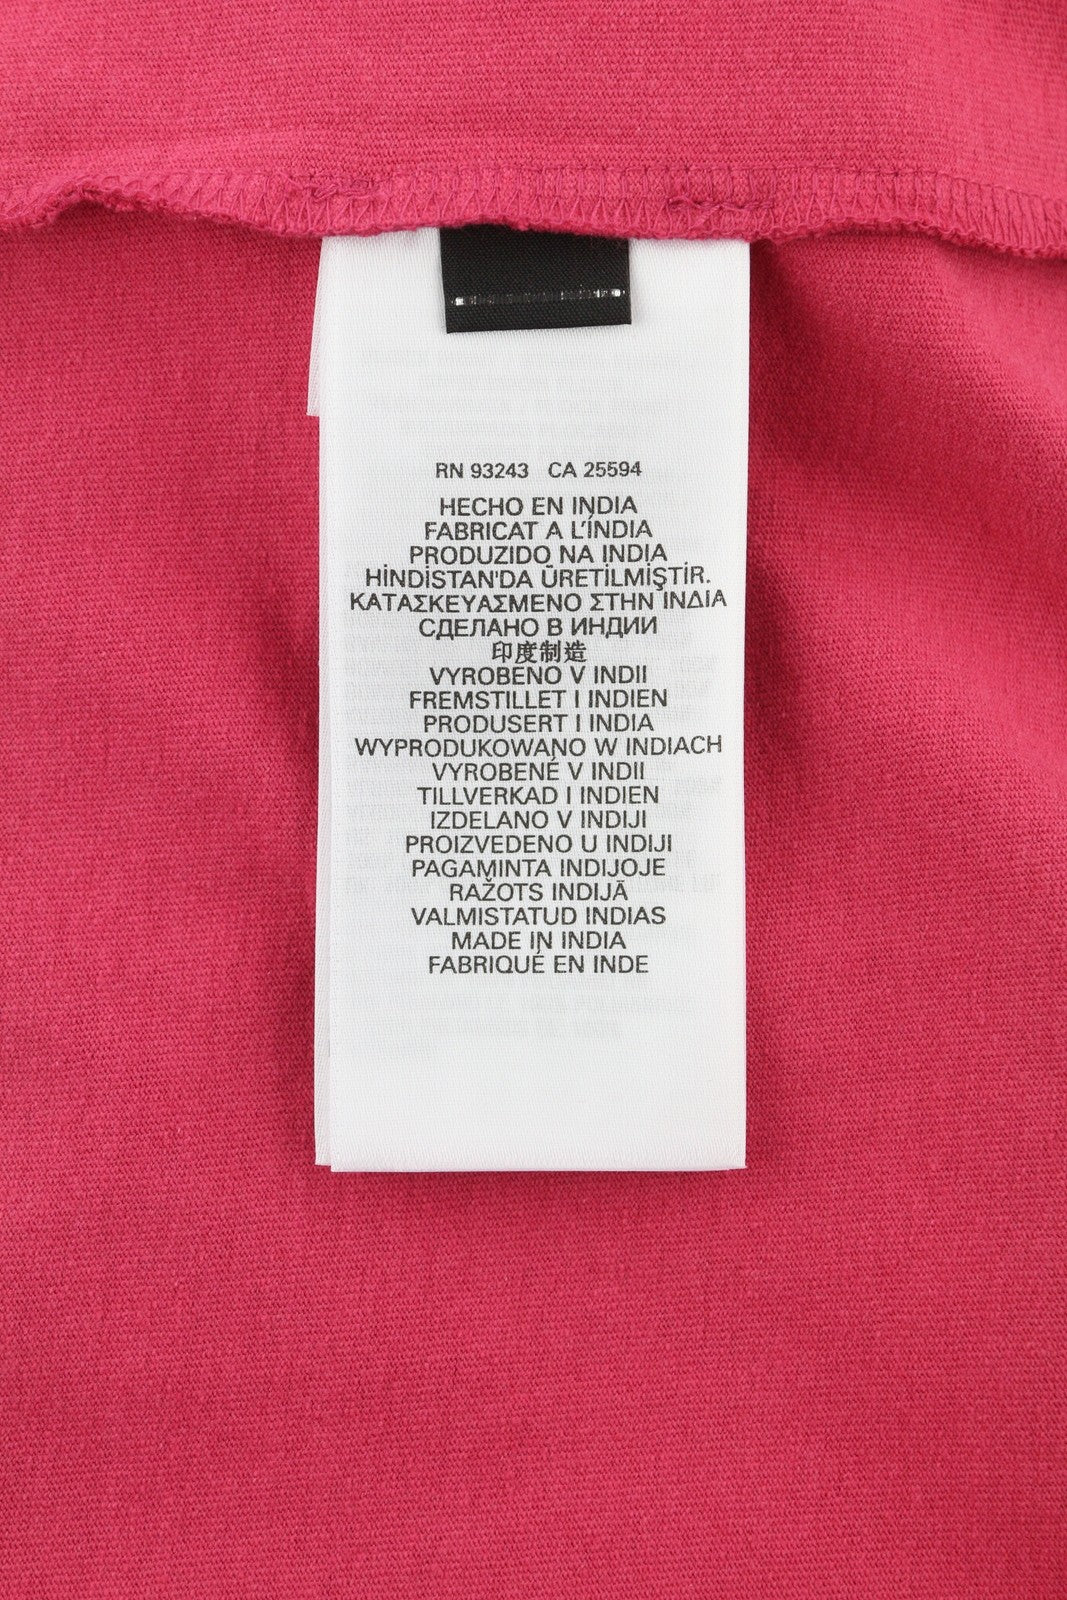 RN 93243 CA 25594
HECHO EN INDIA
FABRICAT A L'ÍNDIA
PRODUZIDO NA INDIA
HİNDİSTAN'DA ÜRETİLMİŞTİR.
ΚΑΤΑΣΚΕΥΑΣΜΕΝΟ ΣΤΗΝ ΙΝΔΙΑ
СДЕЛАНО В ИНДИИ
印度制造
VYROBENO V INDII
FREMSTILLET I INDIEN
PRODUSERT I INDIA
WYPRODUKOWANO W INDIACH
VYROBENÉ V INDII
TILLVERKAD I INDIEN
IZDELANO V INDIJI
PROIZVEDENO U INDIJI
PAGAMINTA INDIJOJE
RAŽOTS INDIJĀ
VALMISTATUD INDIAS
MADE IN INDIA
FABRIQUÉ EN INDE